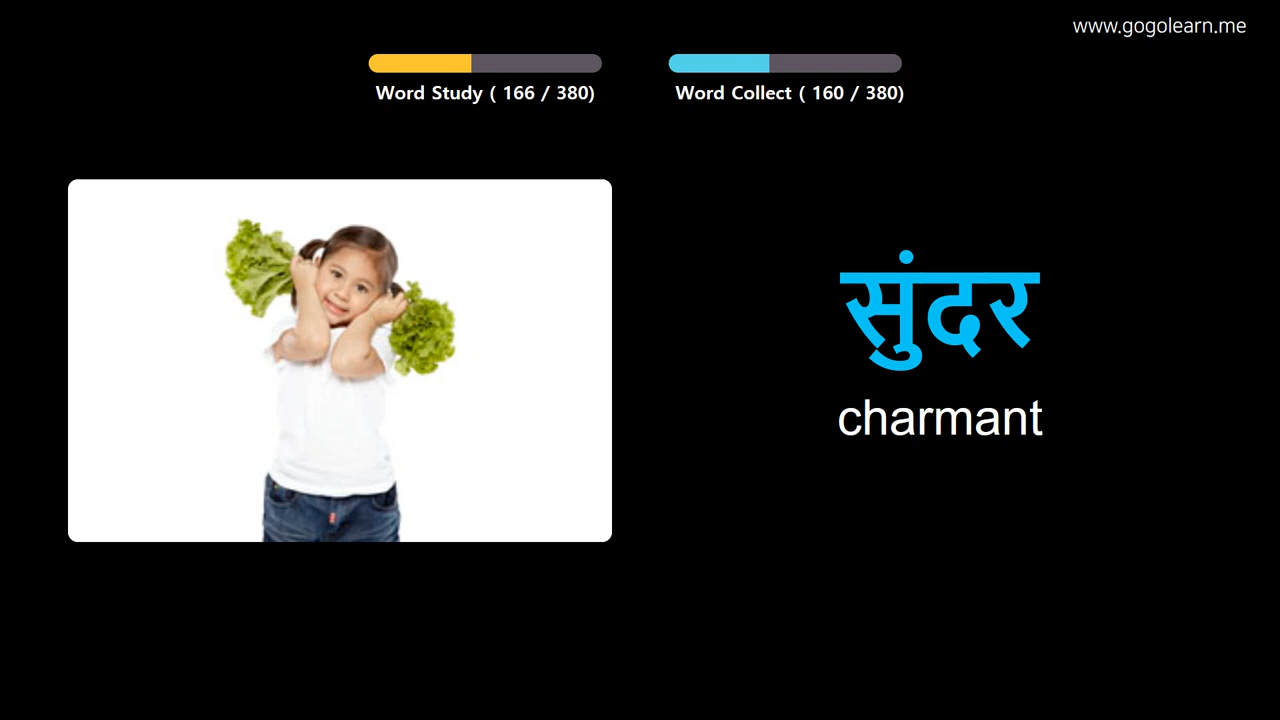 www.gogolearn.me
Word Study ( 166 / 380)
Word Collect ( 160 / 380)
सुंदर
charmant